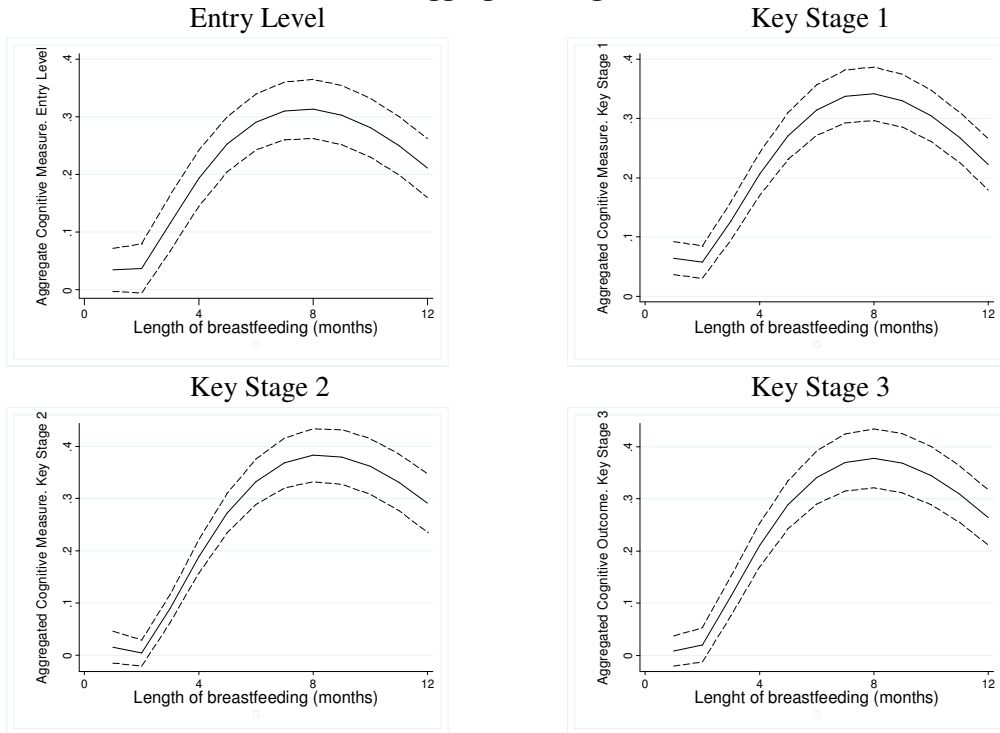 Entry Level
Key Stage 1
Aggregate Cognitive Measure. Entry Level
.4
.3
.2
.1
0
0 4 8 12
Length of breastfeeding (months)
Aggregated Cognitive Measure. Key Stage 1
.4
.3
.2
.1
0
0 4 8 12
Length of breastfeeding (months)
Key Stage 2
Key Stage 3
Aggregated Cognitive Measure. Key Stage 2
.4
.3
.2
.1
0
0 4 8 12
Length of breastfeeding (months)
Aggregated Cognitive Outcome. Key Stage 3
.4
.3
.2
.1
0
0 4 8 12
Lenght of breastfeeding (months)